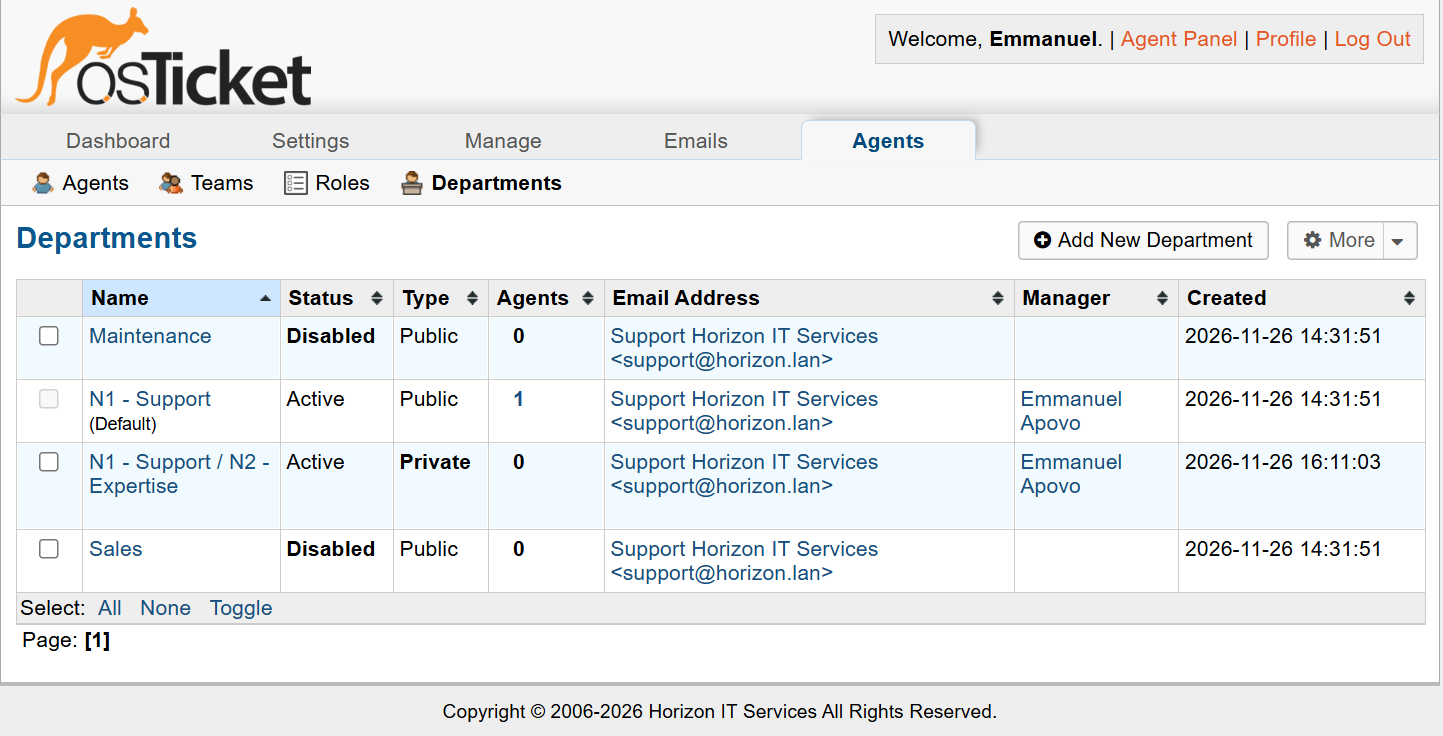 osTicket
Welcome, Emmanuel. | Agent Panel | Profile | Log Out
Dashboard Settings Manage Emails Agents
Agents Teams Roles Departments
Departments
Add New Department More
Name Status Type Agents Email Address Manager Created
Maintenance Disabled Public 0 Support Horizon IT Services 2026-11-26 14:31:51
<support@horizon.lan>
N1 - Support Active Public 1 Support Horizon IT Services Emmanuel 2026-11-26 14:31:51
(Default) <support@horizon.lan> Apovo
N1 - Support / N2 - Active Private 0 Support Horizon IT Services Emmanuel 2026-11-26 16:11:03
Expertise <support@horizon.lan> Apovo
Sales Disabled Public 0 Support Horizon IT Services 2026-11-26 14:31:51
<support@horizon.lan>
Select: All None Toggle
Page: [1]
Copyright © 2006-2026 Horizon IT Services All Rights Reserved.